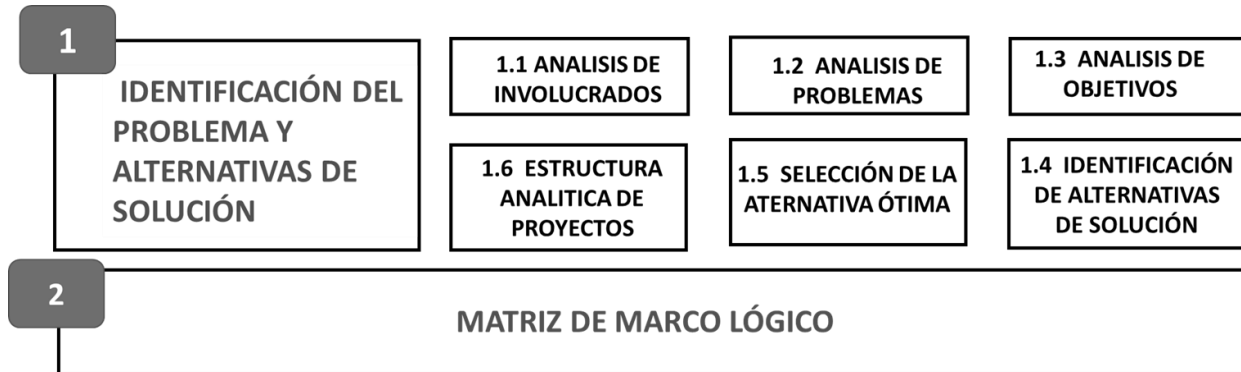 1
IDENTIFICACIÓN DEL
PROBLEMA Y
ALTERNATIVAS DE
SOLUCIÓN
1.1 ANALISIS DE
INVOLUCRADOS
1.2 ANALISIS DE
PROBLEMAS
1.3 ANALISIS DE
OBJETIVOS
1.6 ESTRUCTURA
ANALITICA DE
PROYECTOS
1.5 SELECCIÓN DE LA
ATERNATIVA ÓTIMA
1.4 IDENTIFICACIÓN
DE ALTERNATIVAS
DE SOLUCIÓN
2
MATRIZ DE MARCO LÓGICO